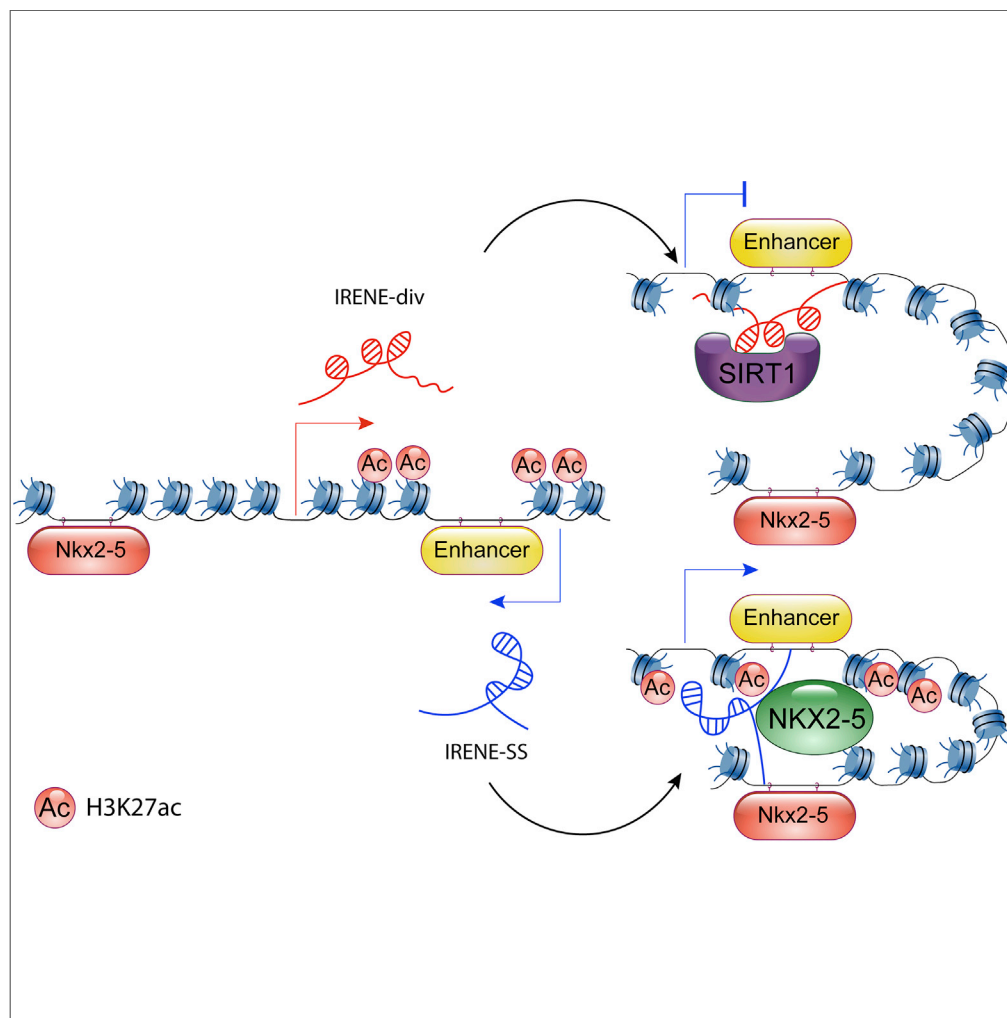 Enhancer
IRENE-div
SIRT1
Ac
Ac
Ac
Ac
Nkx2-5
Enhancer
Nkx2-5
Enhancer
Ac
Ac
Ac
Ac
NKX2-5
IRENE-SS
Ac H3K27ac
Nkx2-5